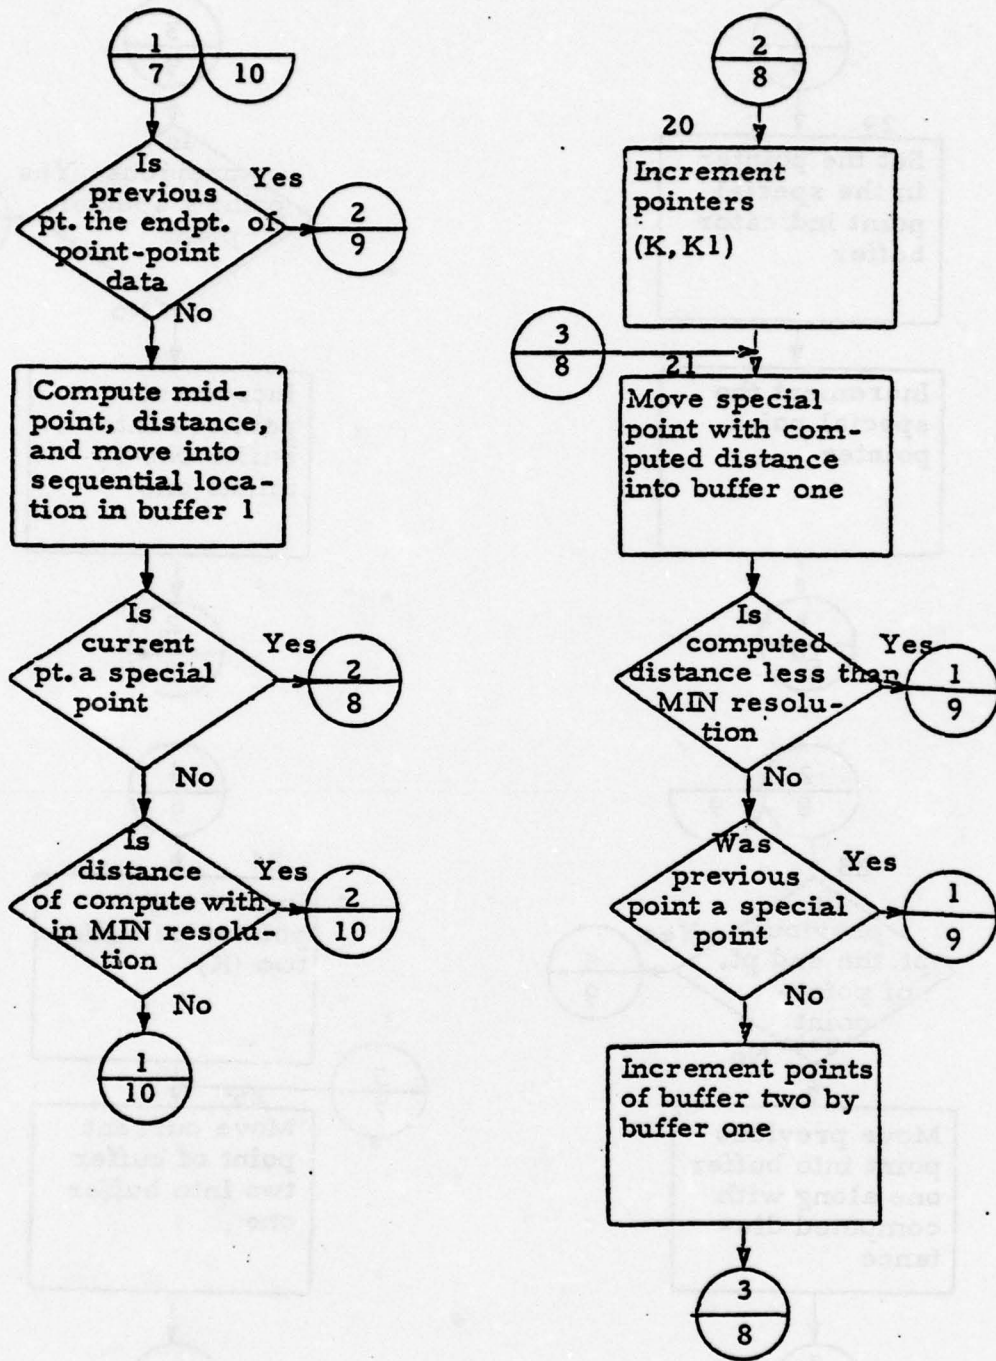 1
7
10
Is
previous
pt. the endpt. of
point-point
data
Yes
2
9
No
Compute mid-
point, distance,
and move into
sequential loca-
tion in buffer 1
Is
current
pt. a special
point
Yes
2
8
No
Is
distance
of compute with-
in MIN resolu-
tion
Yes
2
10
No
1
10
2
8
20
Increment
pointers
(K, K1)
3
8
21
Move special
point with com-
puted distance
into buffer one
Is
computed
distance less than
MIN resolu-
tion
Yes
1
9
No
Was
previous
point a special
point
Yes
1
9
No
Increment points
of buffer two by
buffer one
3
8